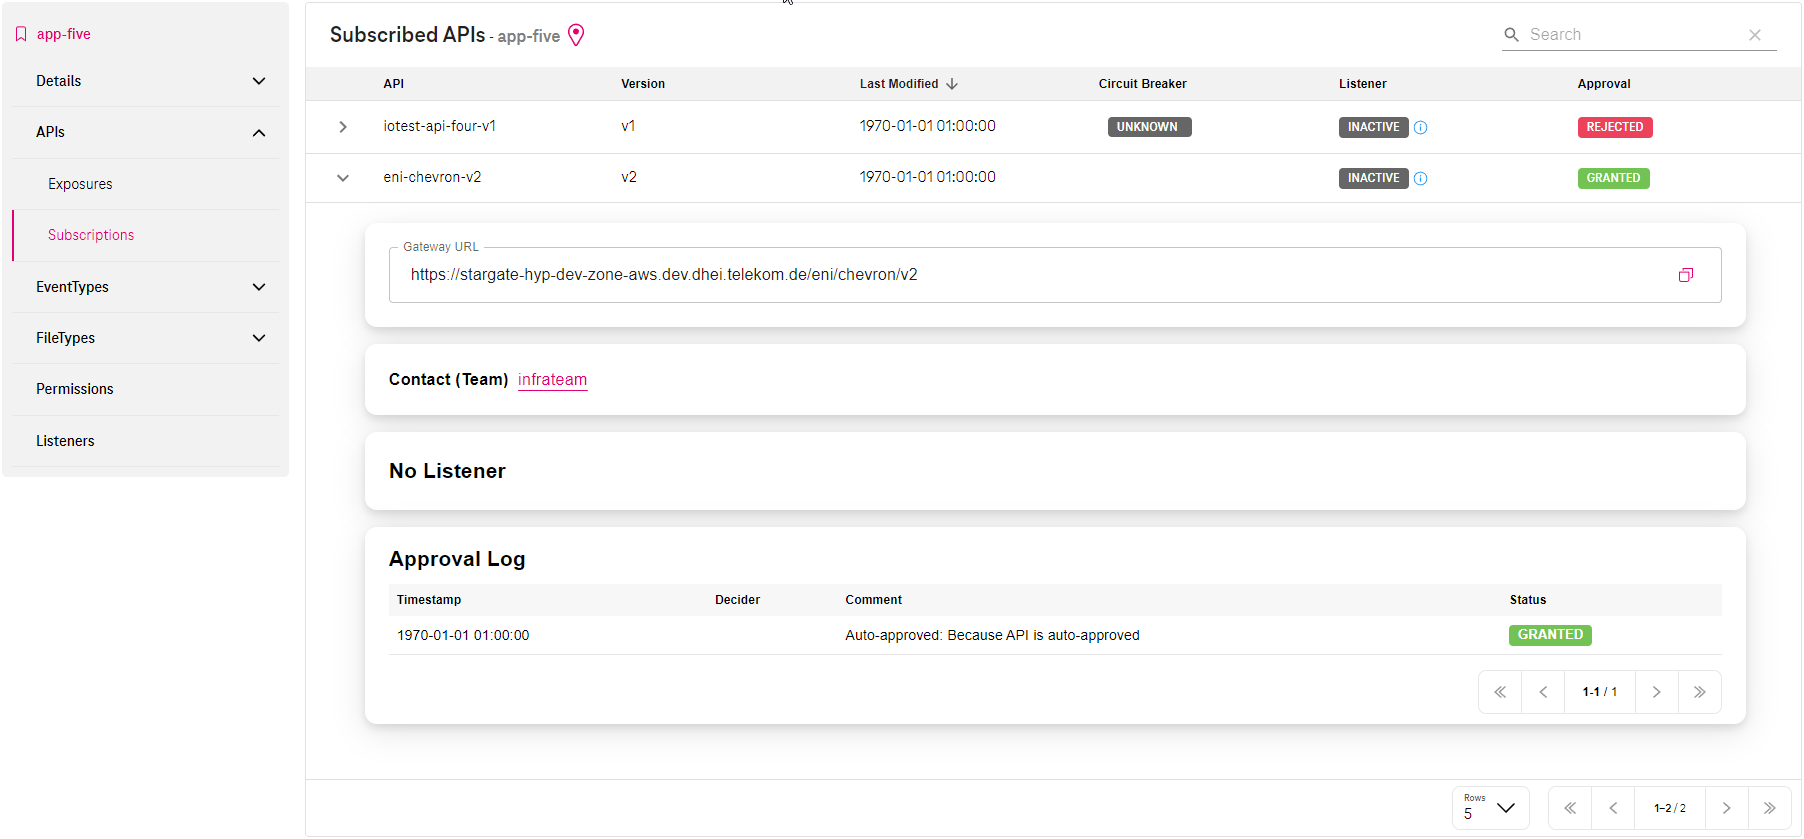 app-five
Details
APIs
Exposures
Subscriptions
EventTypes
FileTypes
Permissions
Listeners
Subscribed APIs - app-five
Search
API Version Last Modified Circuit Breaker Listener Approval
iotest-api-four-v1 v1 1970-01-01 01:00:00 UNKNOWN INACTIVE REJECTED
eni-chevron-v2 v2 1970-01-01 01:00:00 INACTIVE GRANTED
Gateway URL
https://stargate-hyp-dev-zone-aws.dev.dhei.telekom.de/eni/chevron/v2
Contact (Team) infrateam
No Listener
Approval Log
Timestamp Decider Comment Status
1970-01-01 01:00:00 Auto-approved: Because API is auto-approved GRANTED
1-1 / 1
Rows
5
1-2 / 2